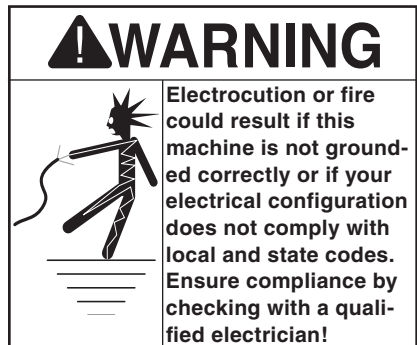 WARNING
Electrocution or fire
could result if this
machine is not ground-
ed correctly or if your
electrical configuration
does not comply with
local and state codes.
Ensure compliance by
checking with a quali-
fied electrician!